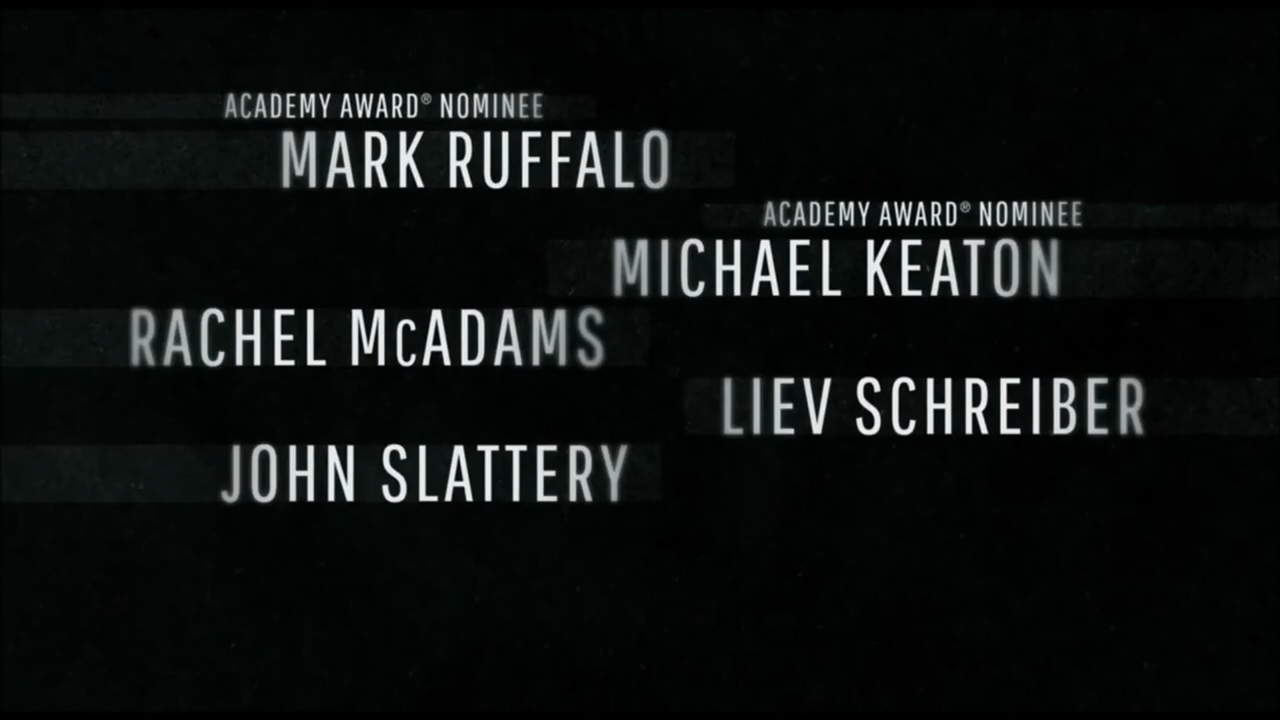 ACADEMY AWARD® NOMINEE
MARK RUFFALO
ACADEMY AWARD® NOMINEE
MICHAEL KEATON
RACHEL McADAMS
LIEV SCHREIBER
JOHN SLATTERY